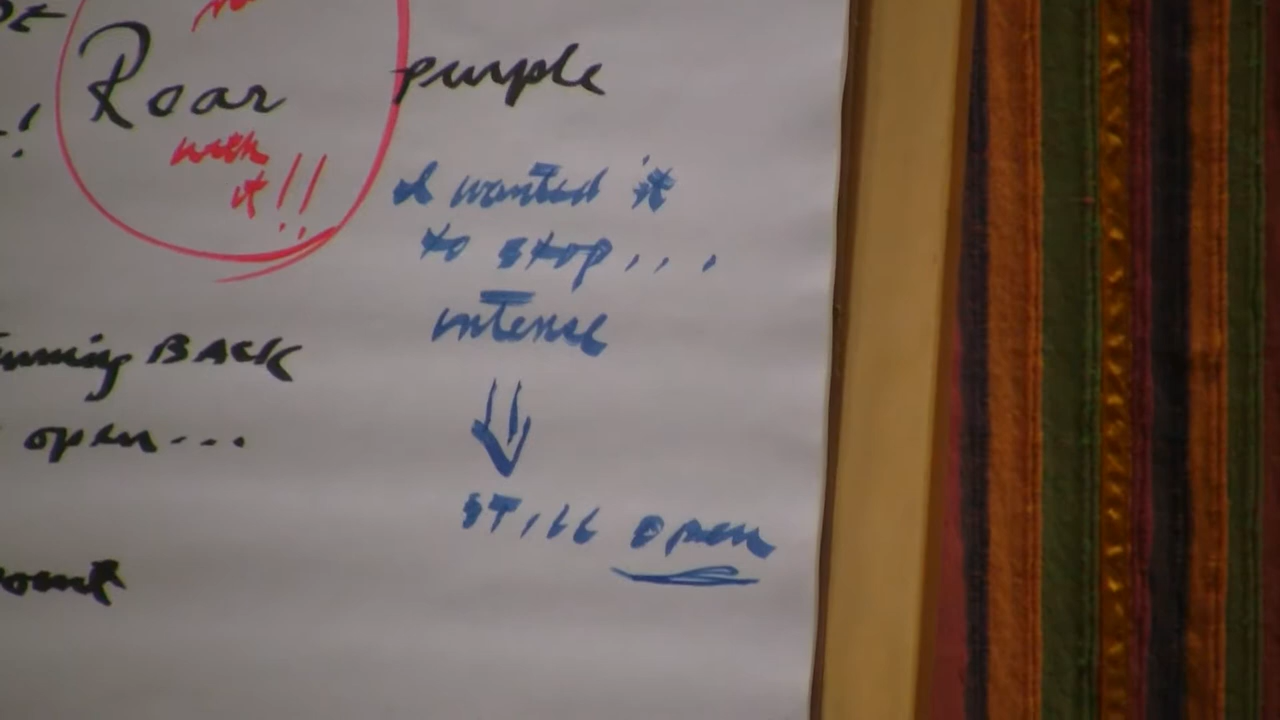 Roar
with
it!!
purple
I wanted it
to stop...
intense
STILL open
BACK
open...